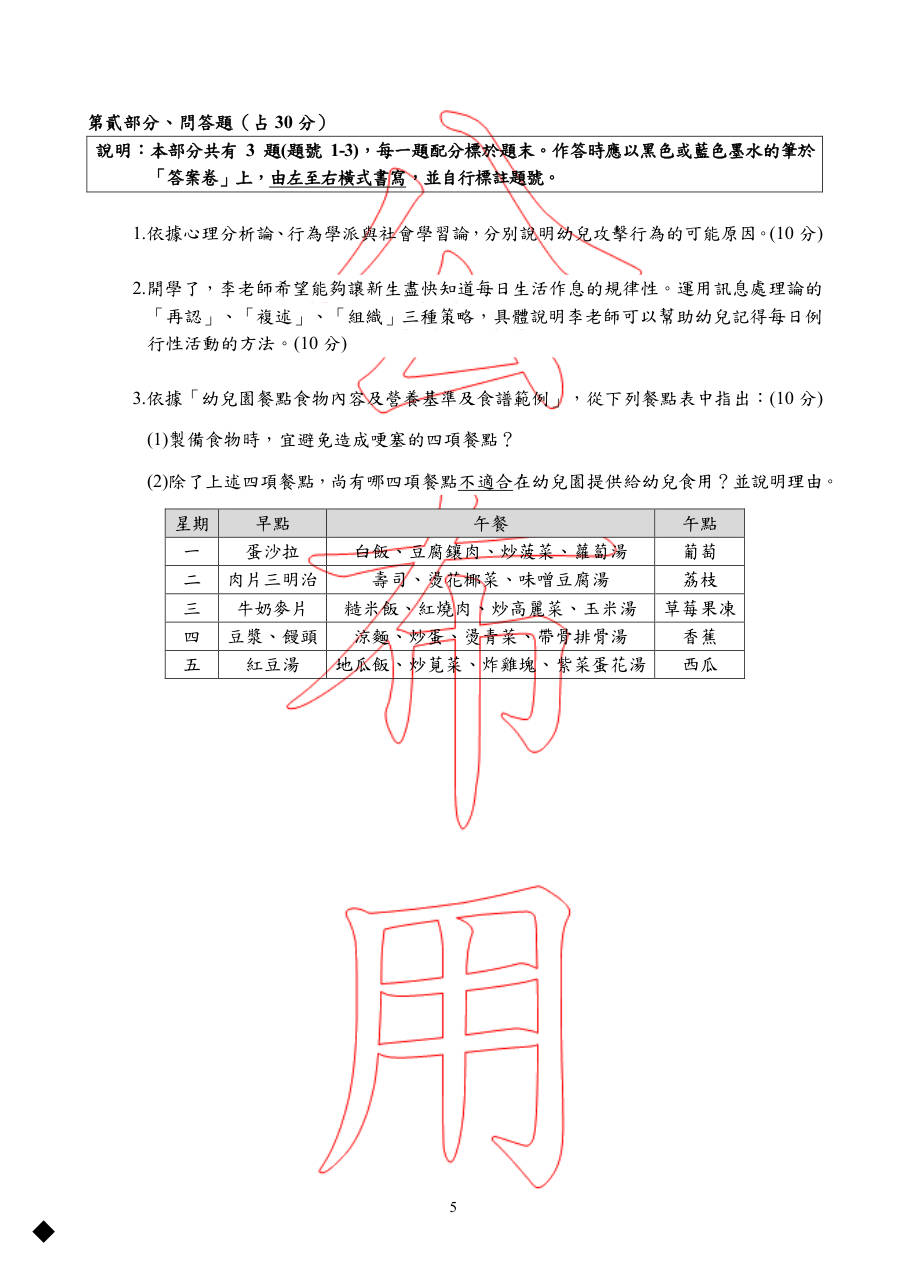 第貳部分、問答題（占 30 分）
說明：本部分共有 3 題(題號 1-3)，每一題配分標於題末。作答時應以黑色或藍色墨水的筆於
「答案卷」上，由左至右橫式書寫，並自行標註題號。
1.依據心理分析論、行為學派與社會學習論，分別說明幼兒攻擊行為的可能原因。(10 分)
2.開學了，李老師希望能夠讓新生盡快知道每日生活作息的規律性。運用訊息處理理論的
「再認」、「複述」、「組織」三種策略，具體說明李老師可以幫助幼兒記得每日例
行性活動的方法。(10 分)
3.依據「幼兒園餐點食物內容及營養基準及食譜範例」，從下列餐點表中指出：(10 分)
(1)製備食物時，宜避免造成哽塞的四項餐點？
(2)除了上述四項餐點，尚有哪四項餐點不適合在幼兒園提供給幼兒食用？並說明理由。
星期 早點 午餐 午點
一 蛋沙拉 白飯、豆腐鑲肉、炒菠菜、蘿蔔湯 葡萄
二 肉片三明治 壽司、燙花椰菜、味噌豆腐湯 荔枝
三 牛奶麥片 糙米飯、紅燒肉、炒高麗菜、玉米湯 草莓果凍
四 豆漿、饅頭 涼麵、炒蛋、燙青菜、帶骨排骨湯 香蕉
五 紅豆湯 地瓜飯、炒莧菜、炸雞塊、紫菜蛋花湯 西瓜
公布用
5